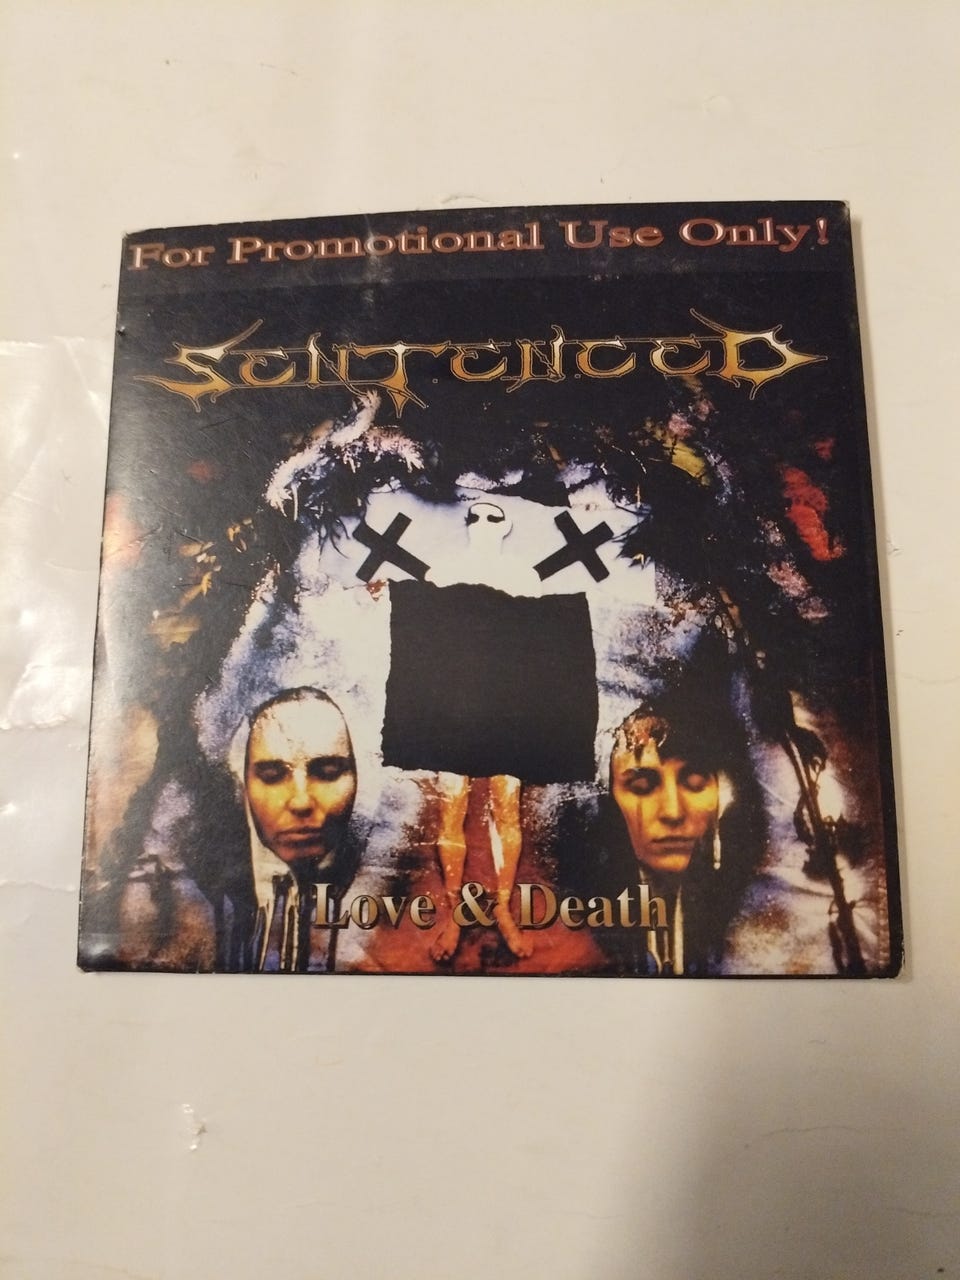 For Promotional Use Only!
SENTENCED
Love & Death